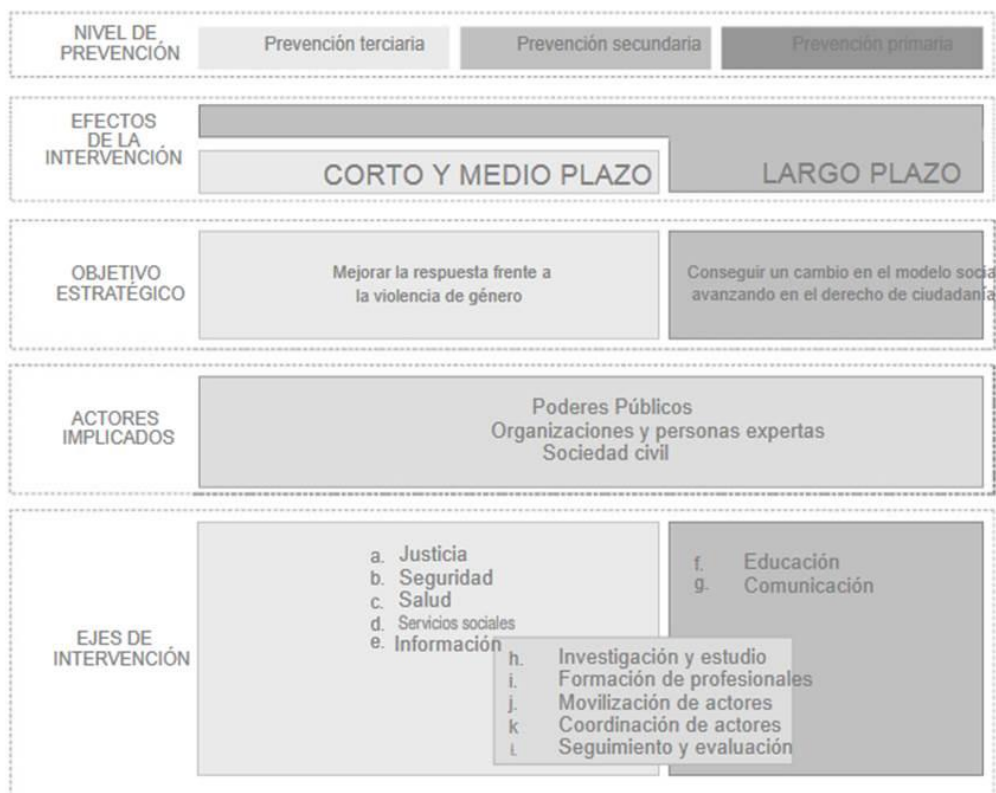 NIVEL DE
PREVENCIÓN
Prevención terciaria
Prevención secundaria
Prevención primaria
EFECTOS
DE LA
INTERVENCIÓN
CORTO Y MEDIO PLAZO
LARGO PLAZO
OBJETIVO
ESTRATÉGICO
Mejorar la respuesta frente a
la violencia de género
Conseguir un cambio en el modelo socia
avanzando en el derecho de ciudadanía
ACTORES
IMPLICADOS
Poderes Públicos
Organizaciones y personas expertas
Sociedad civil
EJES DE
INTERVENCIÓN
a. Justicia
b. Seguridad
c. Salud
d. Servicios sociales
e. Información
f. Educación
g. Comunicación
h. Investigación y estudio
i. Formación de profesionales
j. Movilización de actores
k Coordinación de actores
l. Seguimiento y evaluación